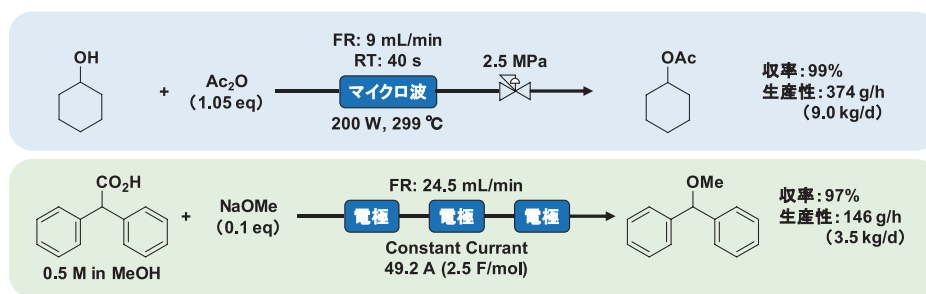 OH
+
Ac₂O
(1.05 eq)
FR: 9 mL/min
RT: 40 s
マイクロ波
200 W, 299 ℃
2.5 MPa
OAc
収率：99%
生産性：374 g/h
(9.0 kg/d)
CO₂H
0.5 M in MeOH
+
NaOMe
(0.1 eq)
FR: 24.5 mL/min
電極 電極 電極
Constant Currant
49.2 A (2.5 F/mol)
OMe
収率：97%
生産性：146 g/h
(3.5 kg/d)